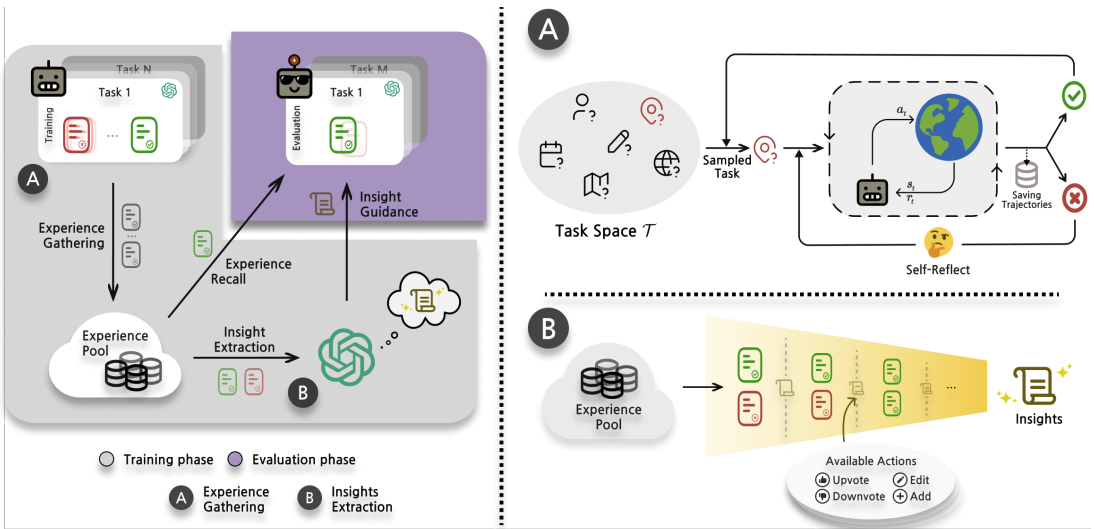 Task N
Task 1
Training
...
A
Experience
Gathering
...
Experience
Pool
Task M
Task 1
Evaluation
Insight
Guidance
Experience
Recall
Insight
Extraction
B
Training phase
Evaluation phase
A Experience
Gathering
B Insights
Extraction
A
? ? ? ? ? ?
Task Space 𝒯
Sampled
Task
?
a_t
s_t
r_t
Saving
Trajectories
Self-Reflect
B
Experience
Pool
...
Insights
Available Actions
Upvote Edit
Downvote Add